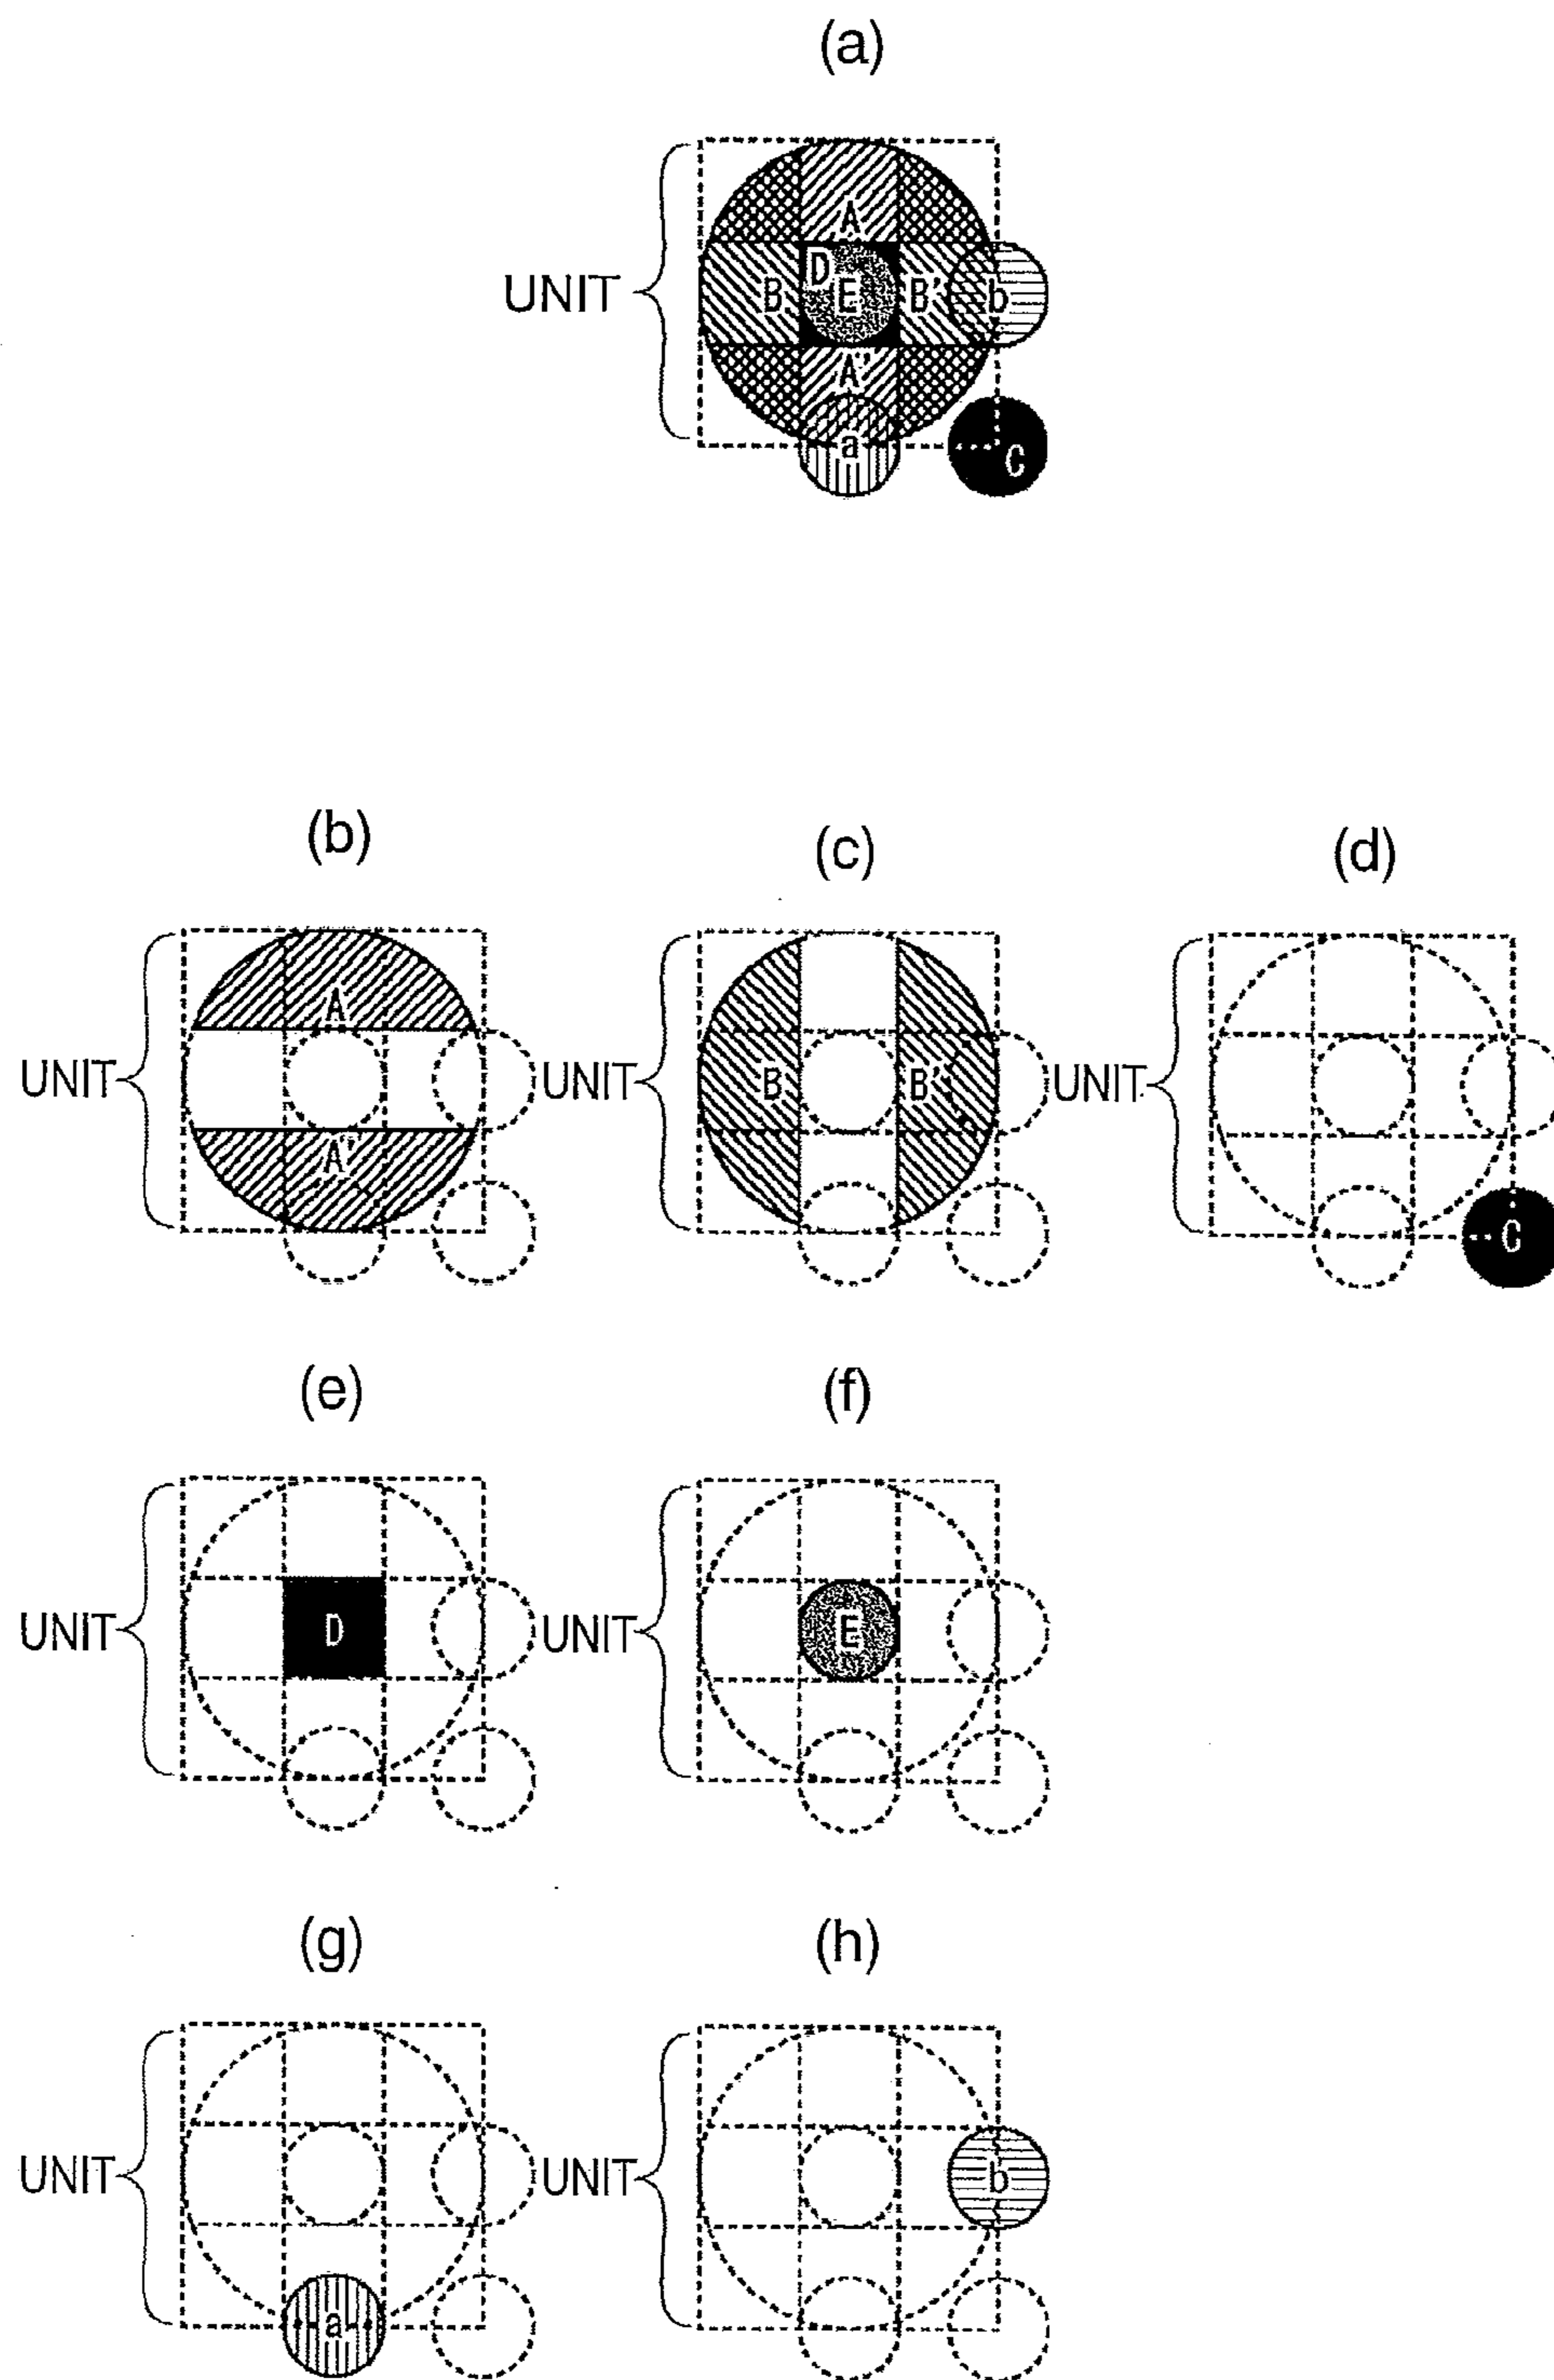 (a)
A
UNIT B D E B' b
A'
a C
(b) (c) (d)
A
UNIT UNIT B B' UNIT
A'
C
(e) (f)
UNIT D UNIT E
(g) (h)
UNIT UNIT b
a